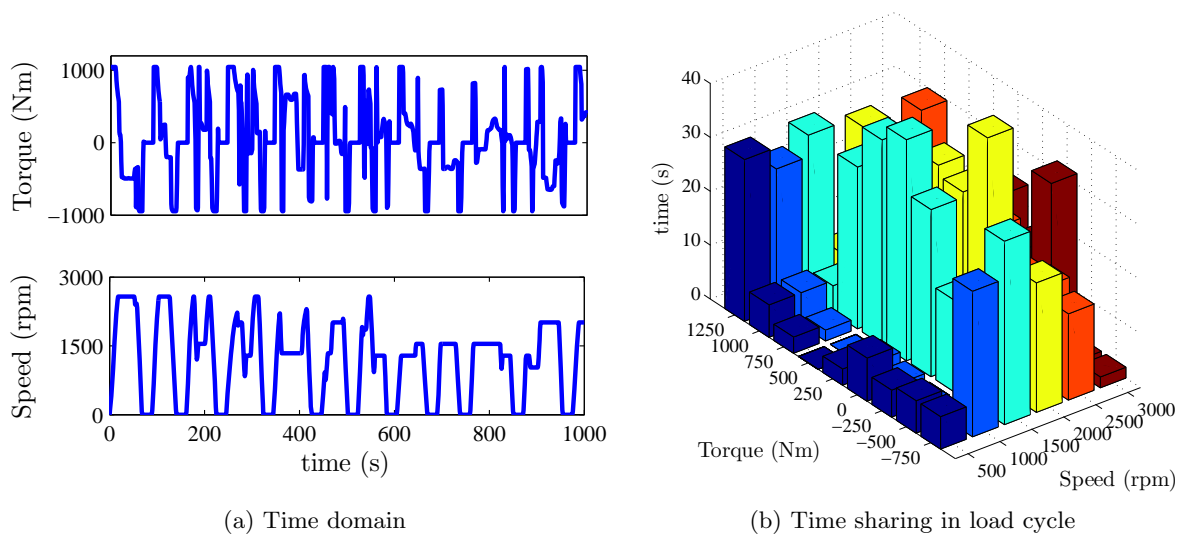 1000
0
−1000
Torque (Nm)
3000
1500
0
Speed (rpm)
0 200 400 600 800 1000
time (s)
(a) Time domain
40
30
20
10
0
time (s)
1250
1000
750
500
250
0
−250
−500
−750
Torque (Nm)
500
1000
1500
2000
2500
3000
Speed (rpm)
(b) Time sharing in load cycle